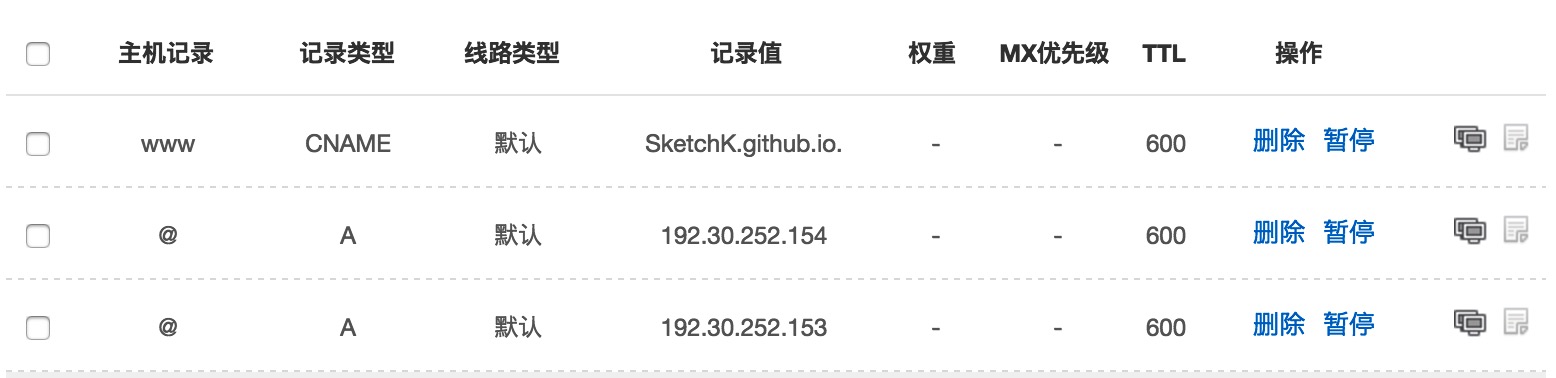 主机记录 记录类型 线路类型 记录值 权重 MX优先级 TTL 操作
www CNAME 默认 SketchK.github.io. - - 600 删除 暂停
@ A 默认 192.30.252.154 - - 600 删除 暂停
@ A 默认 192.30.252.153 - - 600 删除 暂停